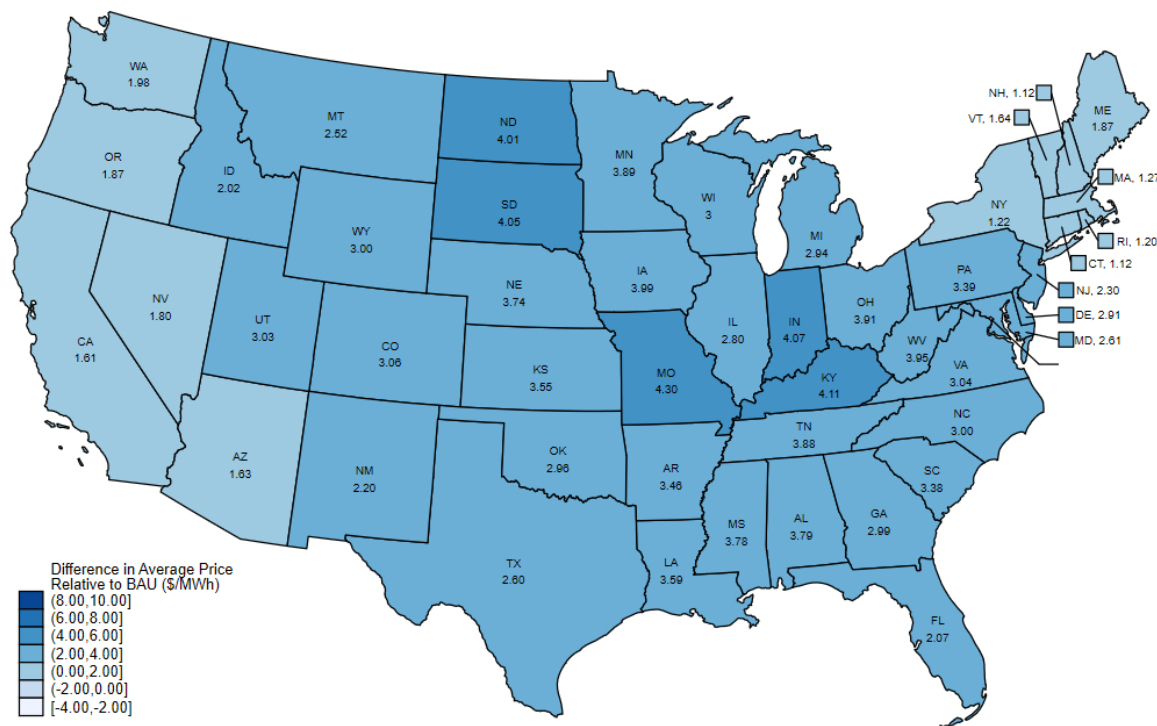 WA
1.98
OR
1.87
CA
1.61
NV
1.80
ID
2.02
MT
2.52
WY
3.00
UT
3.03
CO
3.06
AZ
1.63
NM
2.20
ND
4.01
SD
4.05
NE
3.74
KS
3.55
OK
2.96
TX
2.60
MN
3.89
IA
3.99
MO
4.30
AR
3.46
LA
3.59
WI
3
IL
2.80
MI
2.94
IN
4.07
OH
3.91
KY
4.11
TN
3.88
MS
3.78
AL
3.79
GA
2.99
FL
2.07
SC
3.38
NC
3.00
VA
3.04
WV
3.95
PA
3.39
NY
1.22
ME
1.87
NH, 1.12
VT, 1.64
MA, 1.27
RI, 1.20
CT, 1.12
NJ, 2.30
DE, 2.91
MD, 2.61
Difference in Average Price
Relative to BAU ($/MWh)
(8.00,10.00]
(6.00,8.00]
(4.00,6.00]
(2.00,4.00]
(0.00,2.00]
(-2.00,0.00]
[-4.00,-2.00]